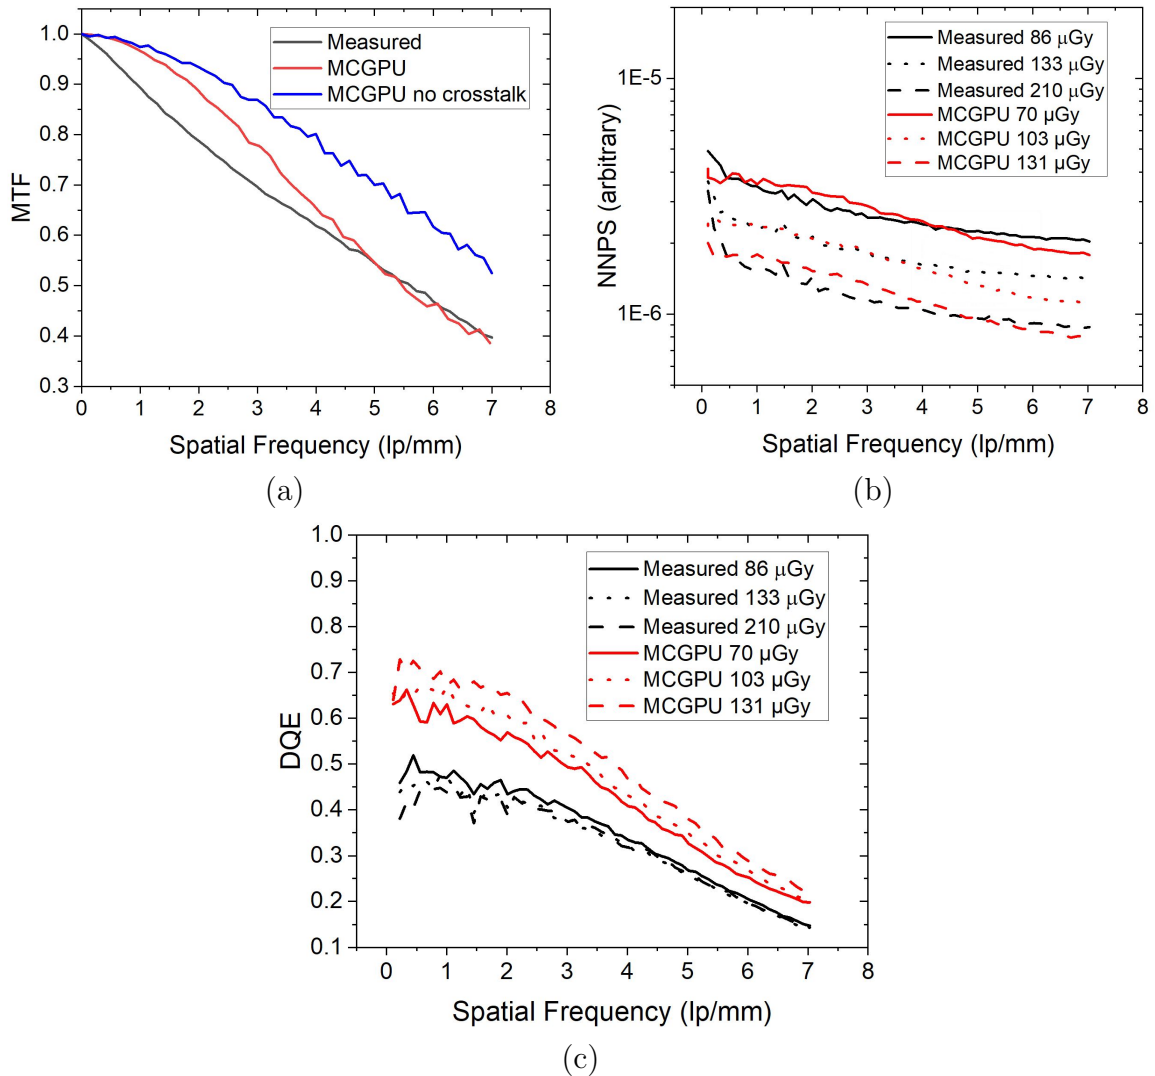 1.0
0.9
0.8
0.7
0.6
0.5
0.4
0.3
MTF
0 1 2 3 4 5 6 7 8
Spatial Frequency (lp/mm)
Measured
MCGPU
MCGPU no crosstalk
(a)
1E-5
1E-6
NNPS (arbitrary)
0 1 2 3 4 5 6 7 8
Spatial Frequency (lp/mm)
Measured 86 μGy
Measured 133 μGy
Measured 210 μGy
MCGPU 70 μGy
MCGPU 103 μGy
MCGPU 131 μGy
(b)
1.0
0.9
0.8
0.7
0.6
0.5
0.4
0.3
0.2
0.1
DQE
0 1 2 3 4 5 6 7 8
Spatial Frequency (lp/mm)
Measured 86 μGy
Measured 133 μGy
Measured 210 μGy
MCGPU 70 μGy
MCGPU 103 μGy
MCGPU 131 μGy
(c)